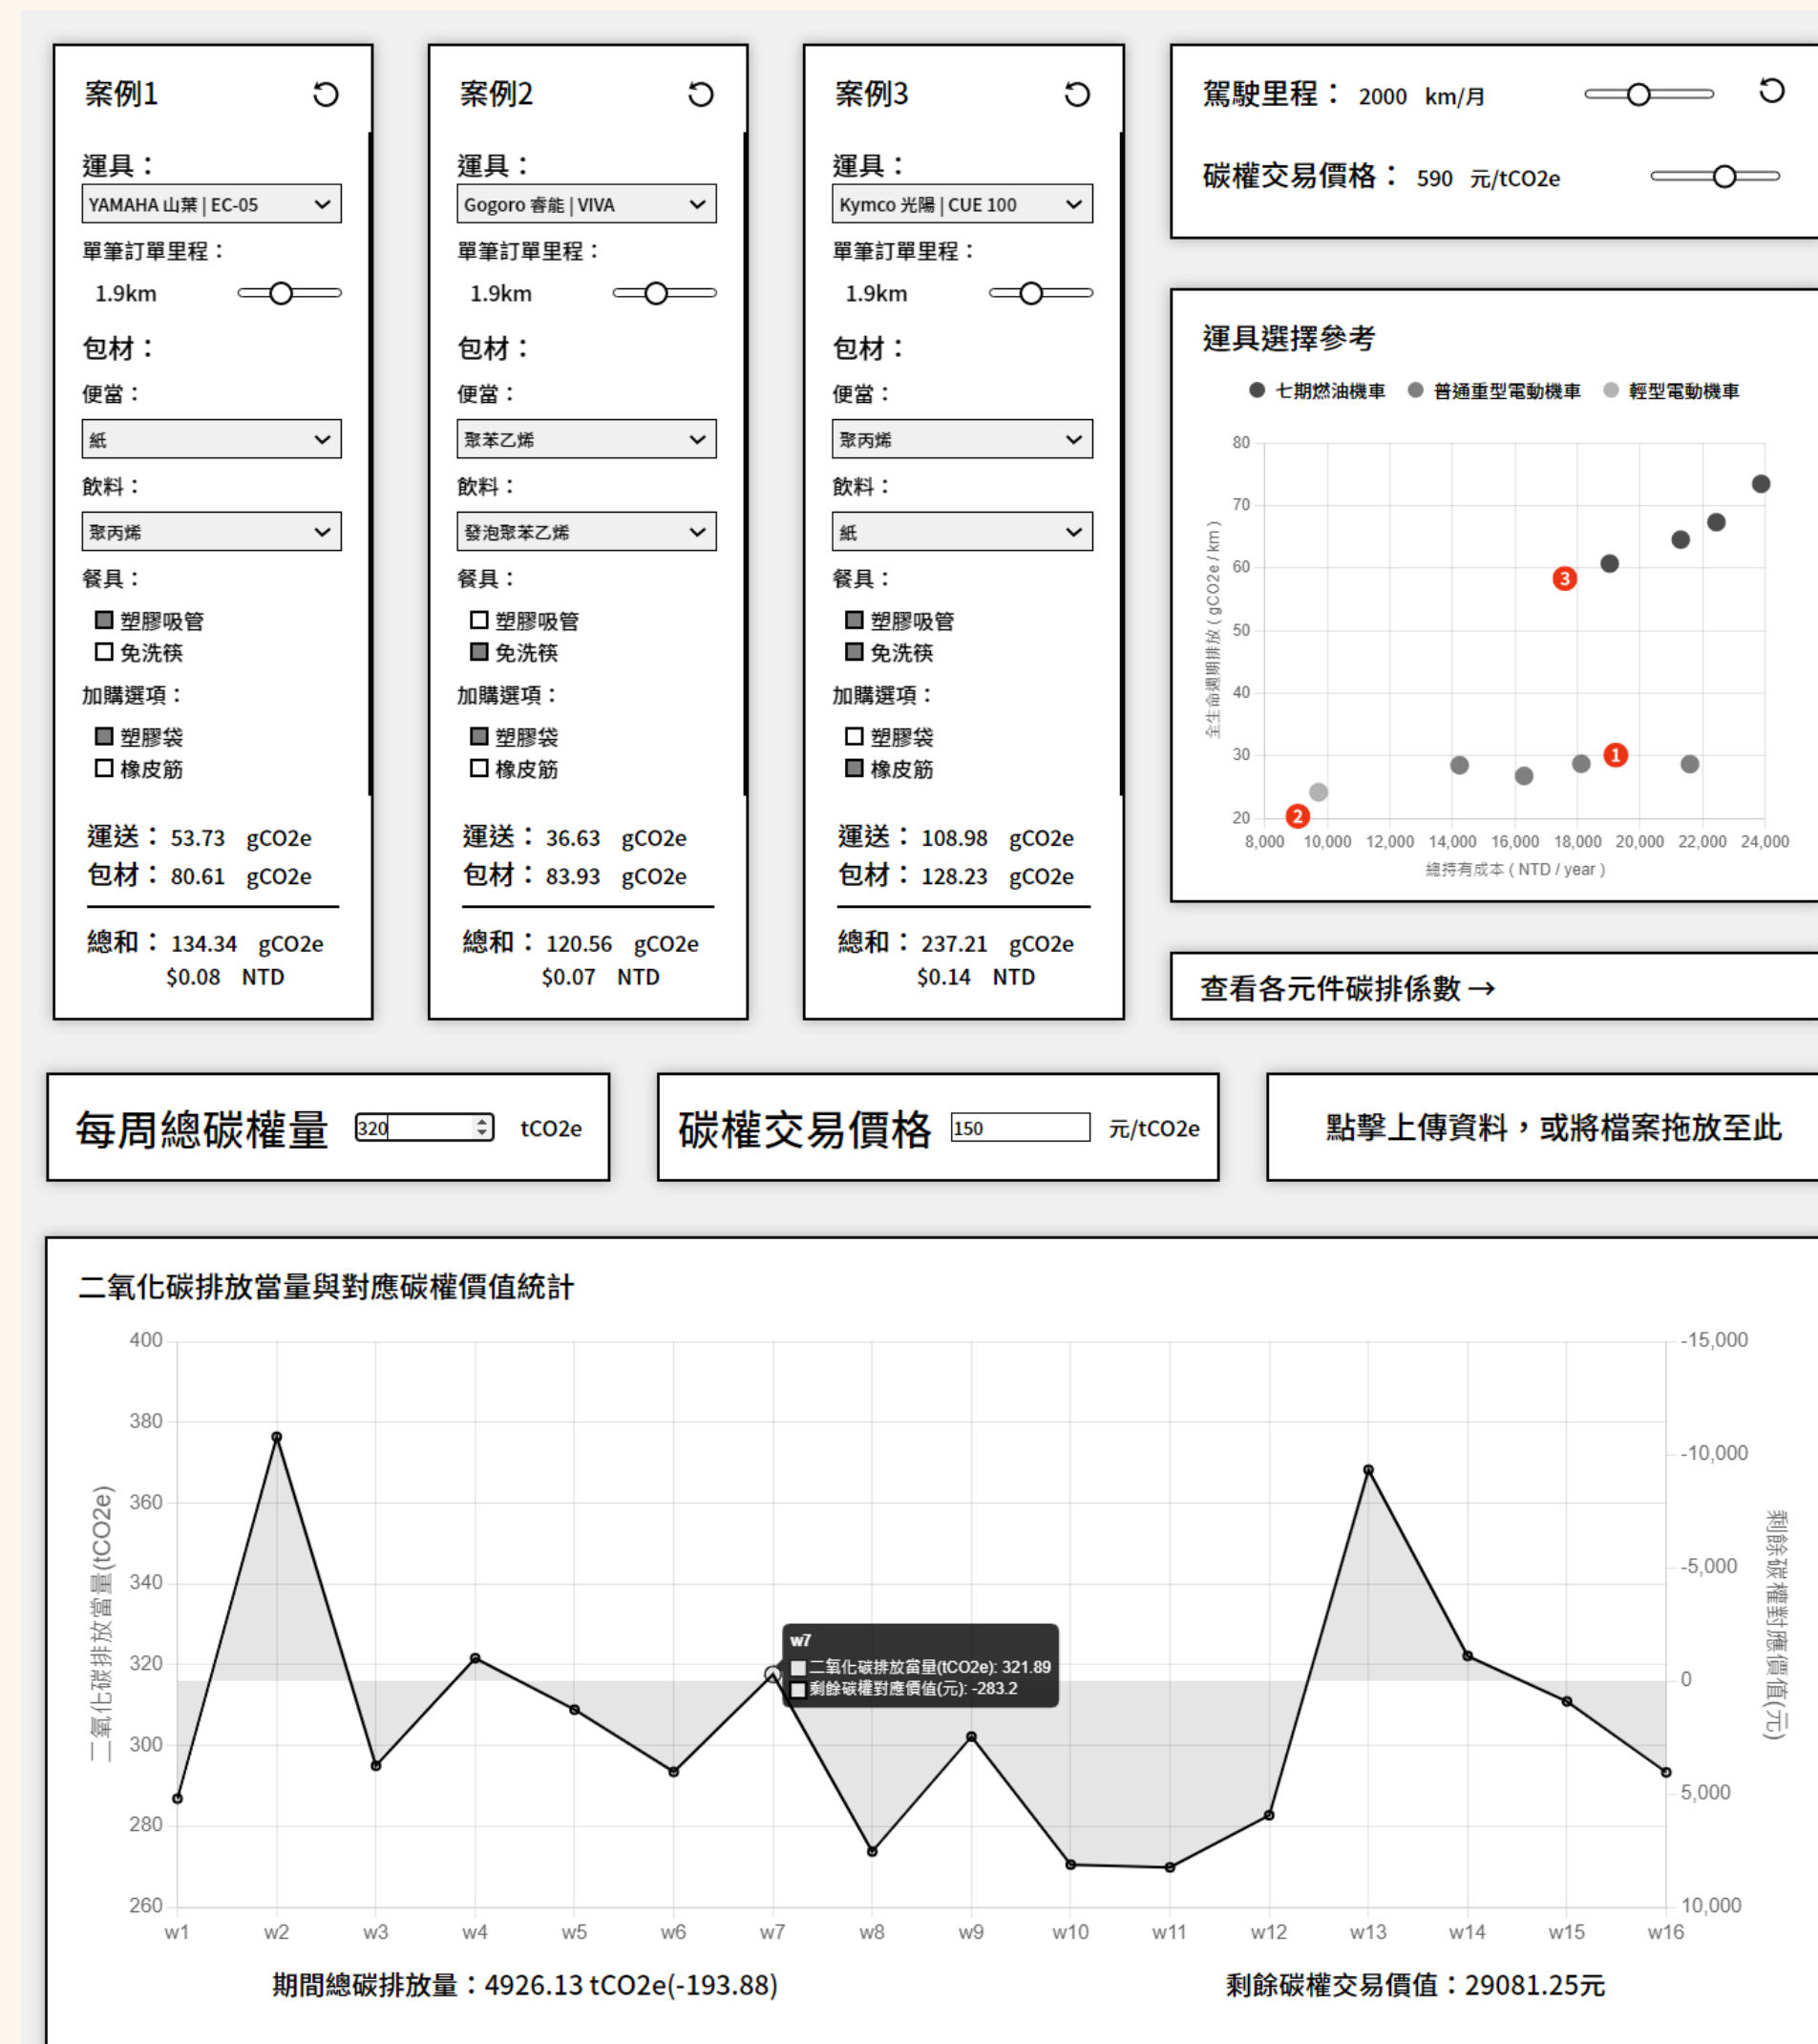 案例1
運具：
YAMAHA 山葉 | EC-05
單筆訂單里程：
1.9km
包材：
便當：
紙
飲料：
聚丙烯
餐具：
塑膠吸管
免洗筷
加購選項：
塑膠袋
橡皮筋
運送： 53.73 gCO2e
包材： 80.61 gCO2e
總和： 134.34 gCO2e
$0.08 NTD
案例2
運具：
Gogoro 睿能 | VIVA
單筆訂單里程：
1.9km
包材：
便當：
聚苯乙烯
飲料：
發泡聚苯乙烯
餐具：
塑膠吸管
免洗筷
加購選項：
塑膠袋
橡皮筋
運送： 36.63 gCO2e
包材： 83.93 gCO2e
總和： 120.56 gCO2e
$0.07 NTD
案例3
運具：
Kymco 光陽 | CUE 100
單筆訂單里程：
1.9km
包材：
便當：
聚丙烯
飲料：
紙
餐具：
塑膠吸管
免洗筷
加購選項：
塑膠袋
橡皮筋
運送： 108.98 gCO2e
包材： 128.23 gCO2e
總和： 237.21 gCO2e
$0.14 NTD
駕駛里程： 2000 km/月
碳權交易價格： 590 元/tCO2e
運具選擇參考
七期燃油機車 普通重型電動機車 輕型電動機車
全生命週期排放 ( gCO2e / km )
80
70
60
50
40
30
20
3
1
2
8,000 10,000 12,000 14,000 16,000 18,000 20,000 22,000 24,000
總持有成本 ( NTD / year )
查看各元件碳排係數 →
每周總碳權量 320 tCO2e
碳權交易價格 150 元/tCO2e
點擊上傳資料，或將檔案拖放至此
二氧化碳排放當量與對應碳權價值統計
二氧化碳排放當量(tCO2e)
400
380
360
340
320
300
280
260
w7
二氧化碳排放當量(tCO2e): 321.89
剩餘碳權對應價值(元): -283.2
-15,000
-10,000
-5,000
0
5,000
10,000
剩餘碳權對應價值(元)
w1 w2 w3 w4 w5 w6 w7 w8 w9 w10 w11 w12 w13 w14 w15 w16
期間總碳排放量：4926.13 tCO2e(-193.88)
剩餘碳權交易價值：29081.25元